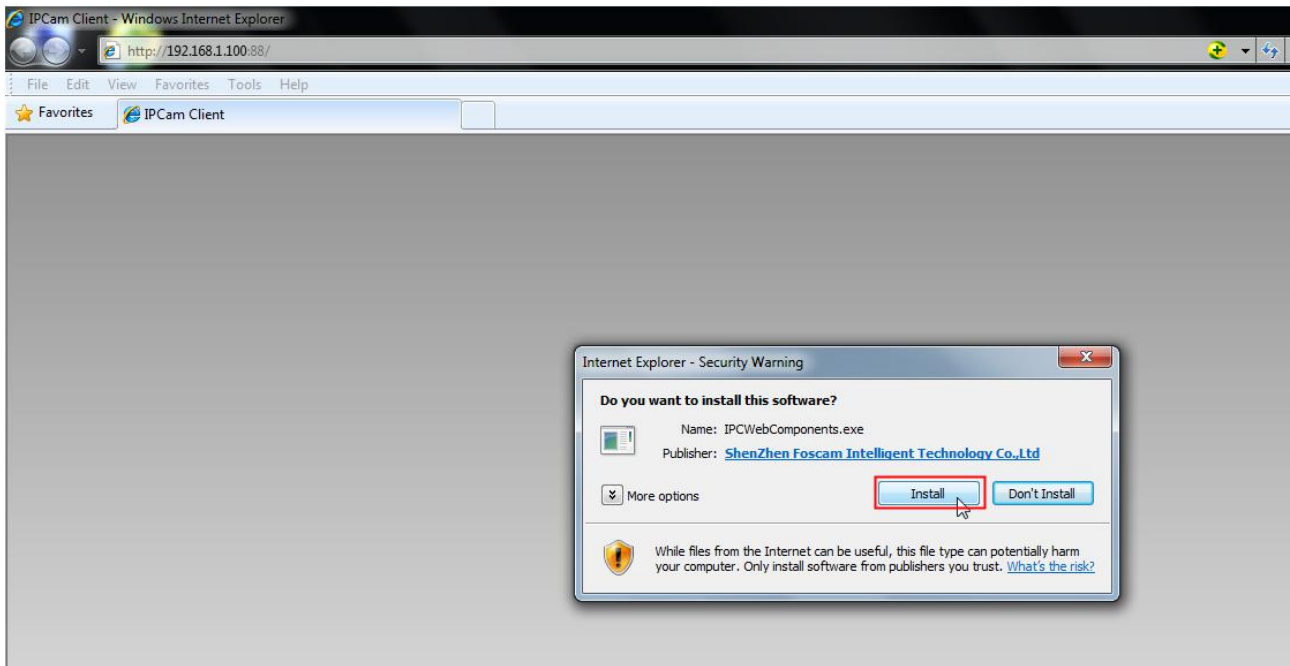 IPCam Client - Windows Internet Explorer
http://192.168.1.100:88/
File Edit View Favorites Tools Help
Favorites IPCam Client
Internet Explorer - Security Warning
Do you want to install this software?
Name: IPCWebComponents.exe
Publisher: ShenZhen Foscam Intelligent Technology Co.,Ltd
More options Install Don't Install
While files from the Internet can be useful, this file type can potentially harm
your computer. Only install software from publishers you trust. What's the risk?